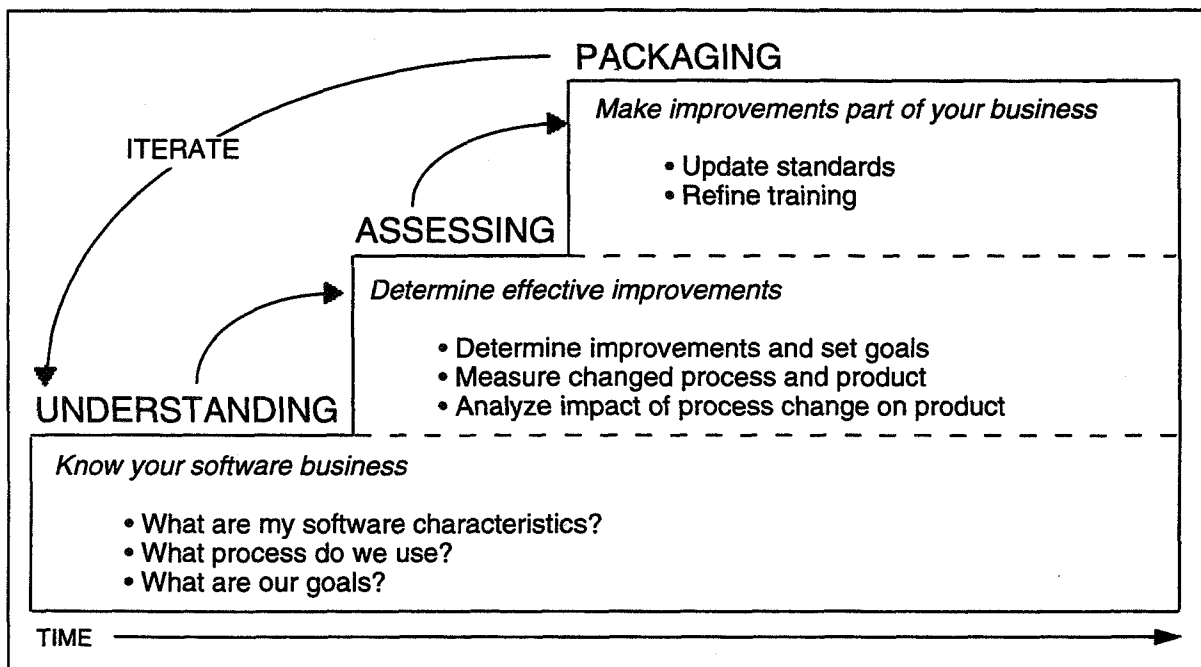 PACKAGING
Make improvements part of your business
• Update standards
• Refine training
ITERATE
ASSESSING
Determine effective improvements
• Determine improvements and set goals
• Measure changed process and product
• Analyze impact of process change on product
UNDERSTANDING
Know your software business
• What are my software characteristics?
• What process do we use?
• What are our goals?
TIME